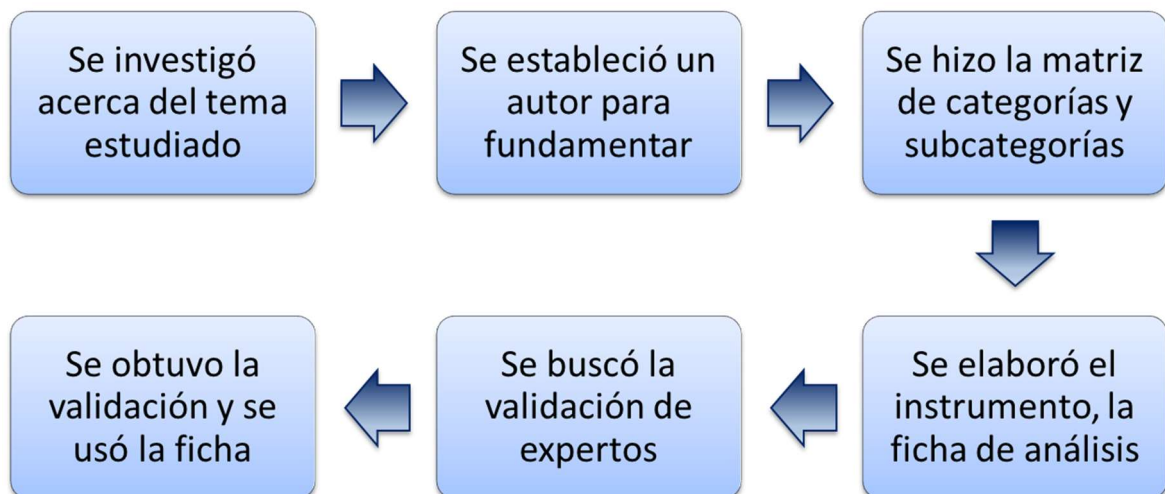 Se investigó
acerca del tema
estudiado
Se estableció un
autor para
fundamentar
Se hizo la matriz
de categorías y
subcategorías
Se elaboró el
instrumento, la
ficha de análisis
Se buscó la
validación de
expertos
Se obtuvo la
validación y se
usó la ficha